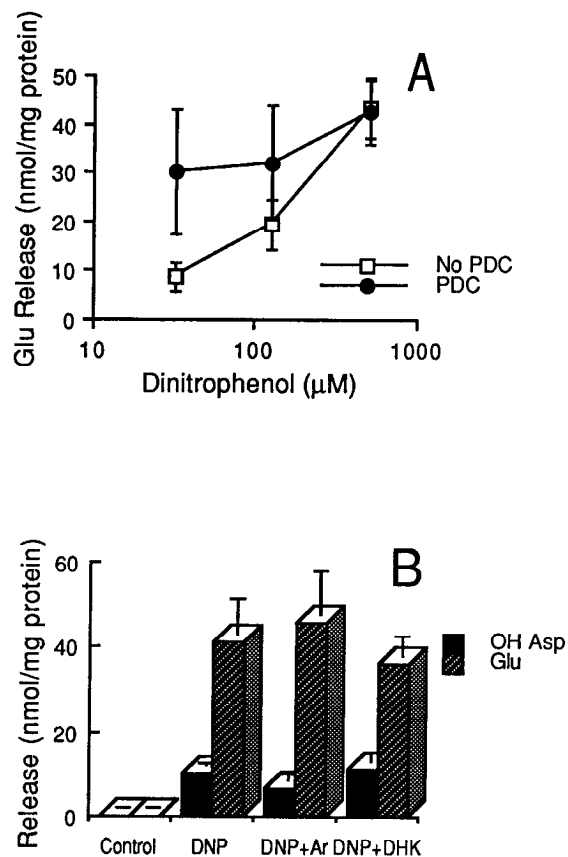 A
Glu Release (nmol/mg protein)
50
40
30
20
10
0
No PDC
PDC
10
100
1000
Dinitrophenol (µM)
B
Release (nmol/mg protein)
60
40
20
0
OH Asp
Glu
Control
DNP
DNP+Ar
DNP+DHK